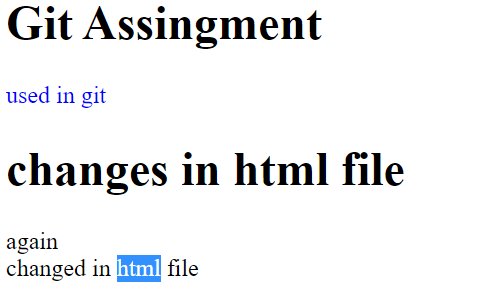 Git Assingment
used in git
changes in html file
again
changed in html file